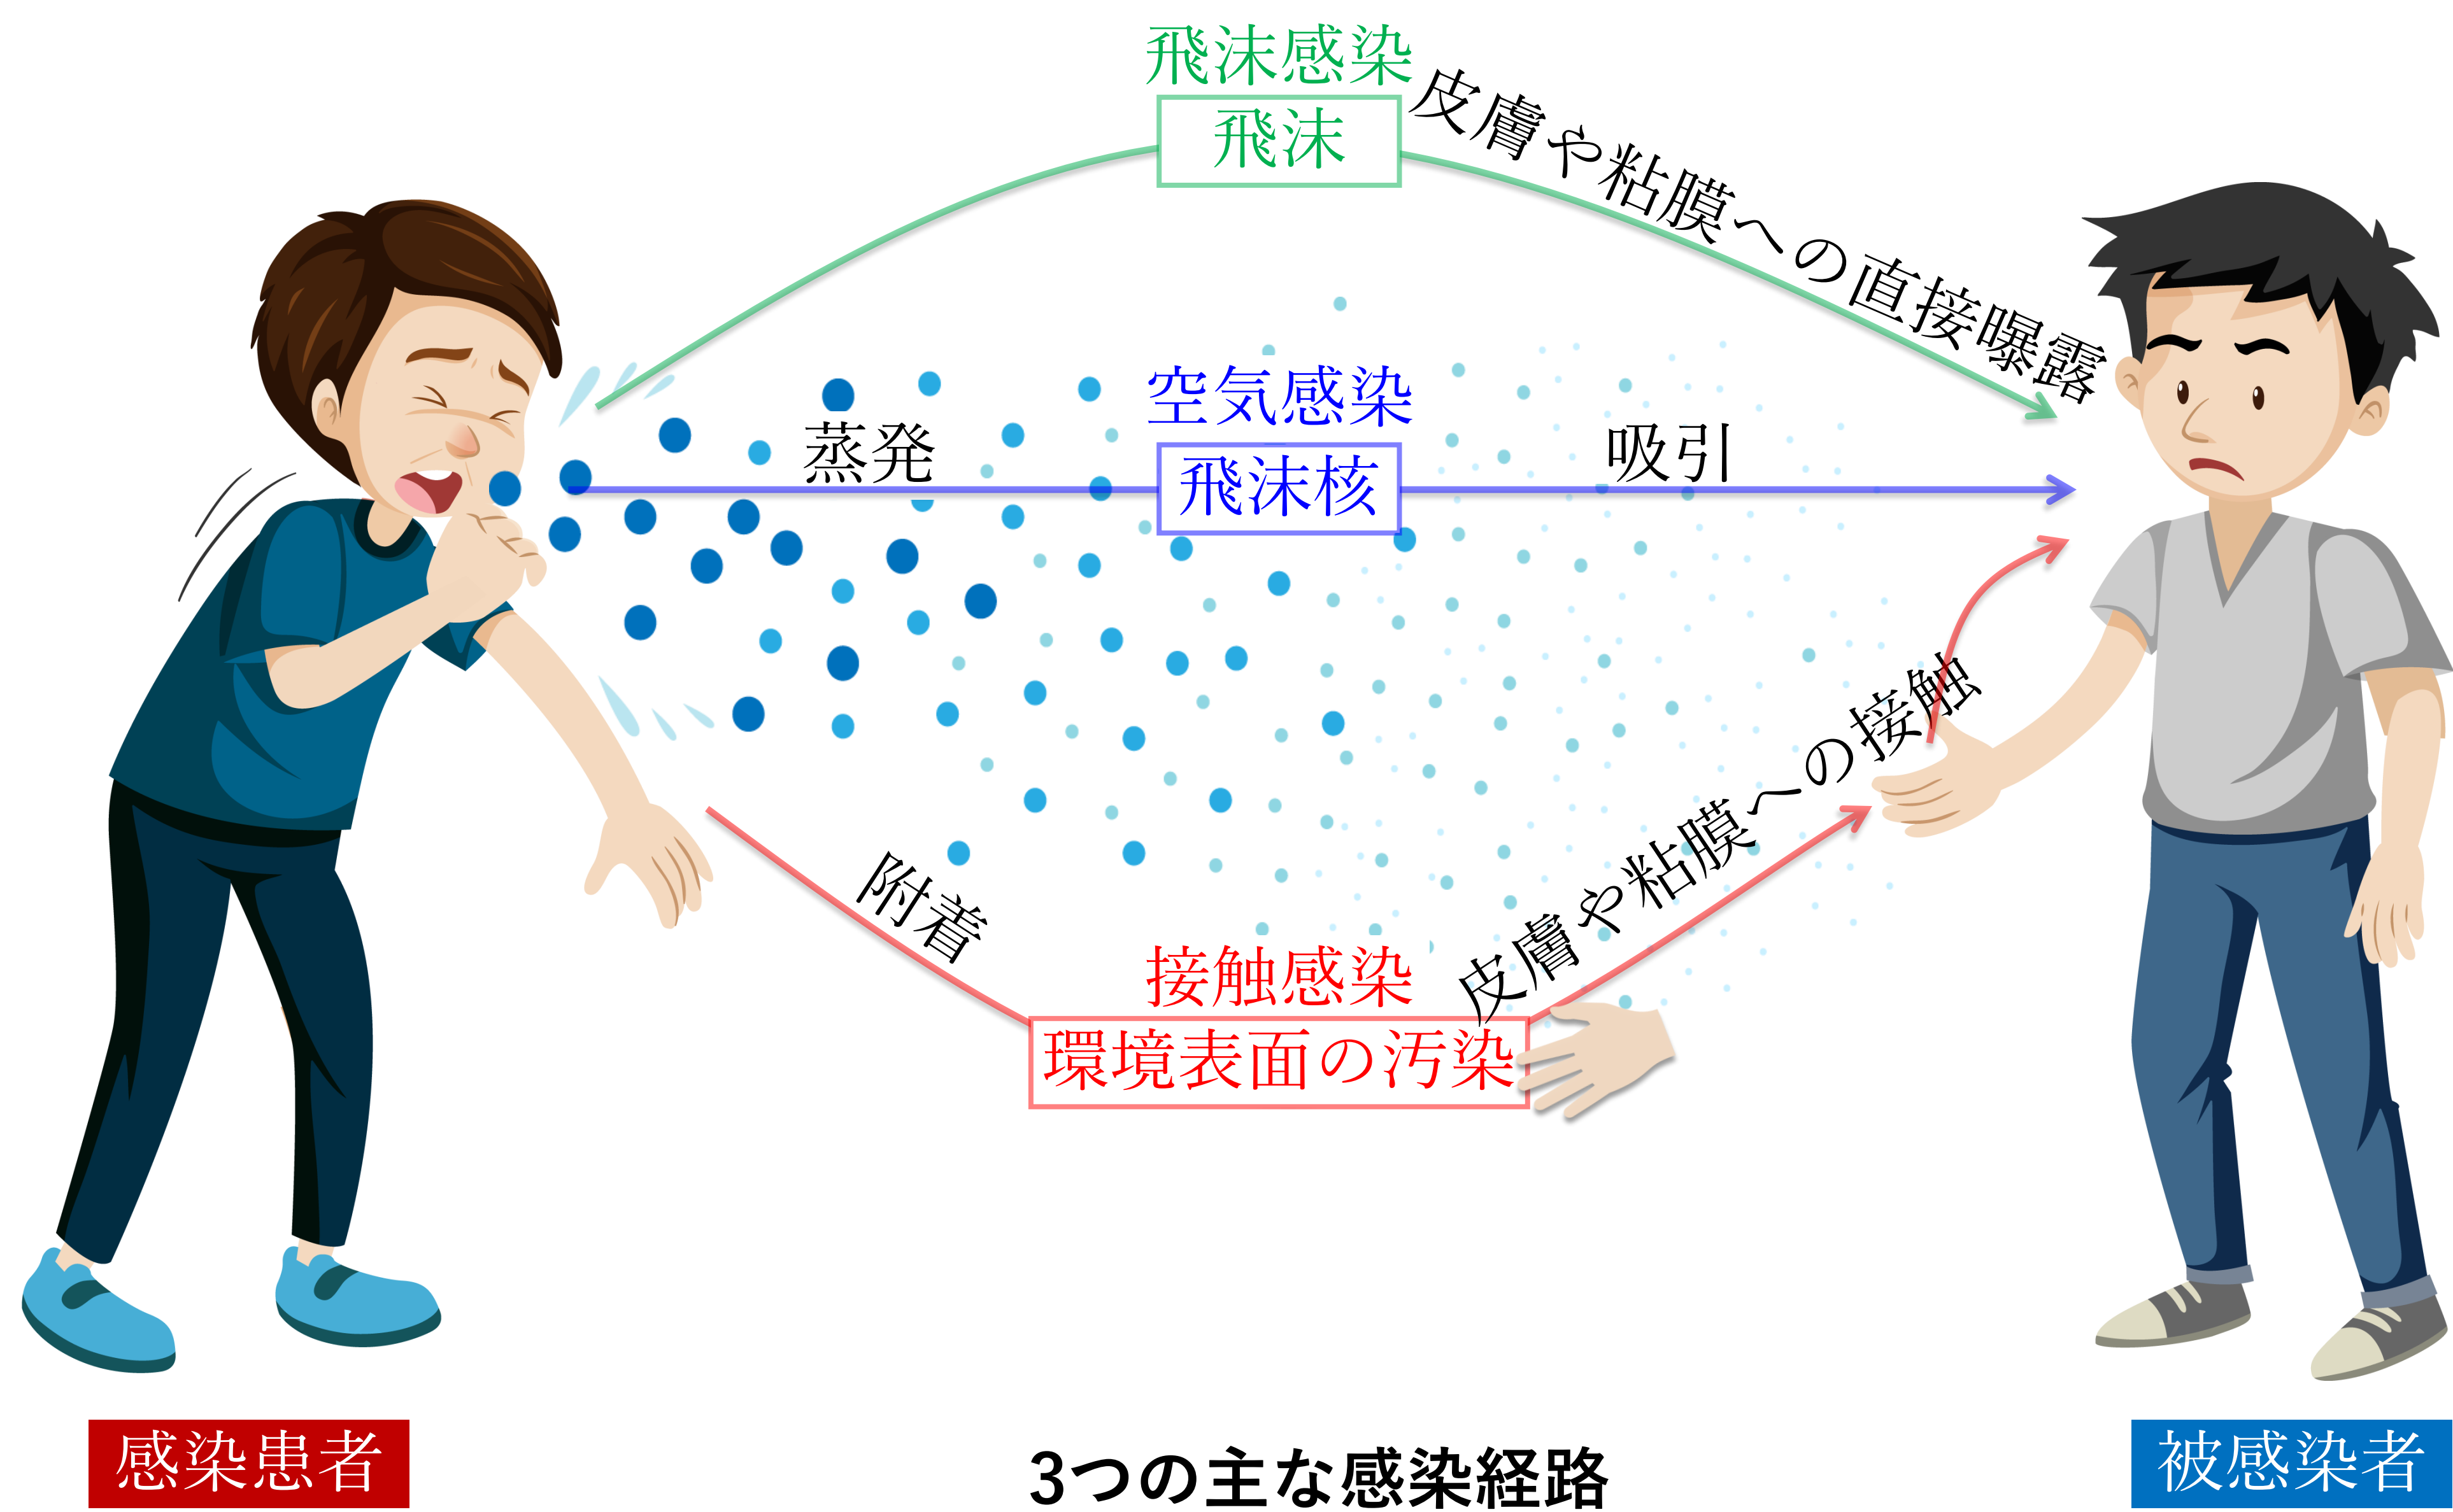 飛沫感染
飛沫
皮膚や粘膜への直接曝露
空気感染
蒸発
飛沫核
吸引
附着
皮膚や粘膜への接触
接触感染
環境表面の汚染
感染患者
3つの主な感染経路
被感染者